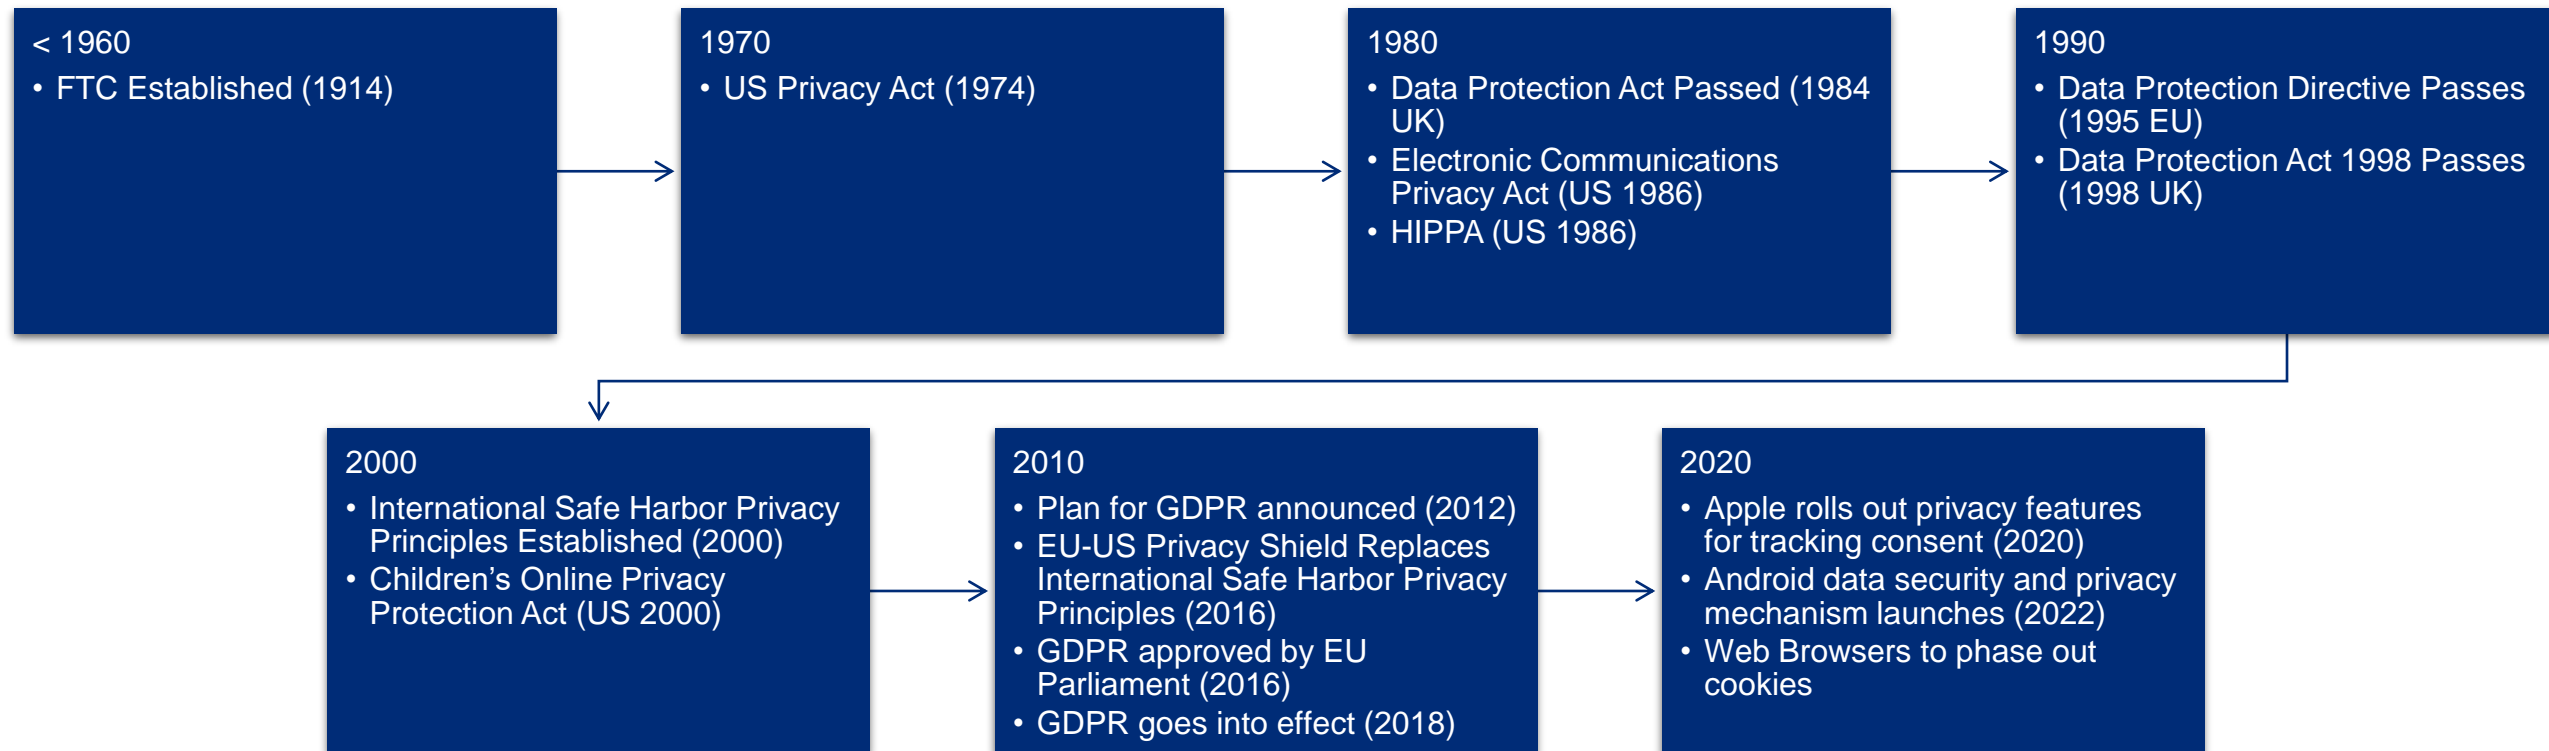 < 1960
• FTC Established (1914)
1970
• US Privacy Act (1974)
1980
• Data Protection Act Passed (1984
UK)
• Electronic Communications
Privacy Act (US 1986)
• HIPPA (US 1986)
1990
• Data Protection Directive Passes
(1995 EU)
• Data Protection Act 1998 Passes
(1998 UK)
2000
• International Safe Harbor Privacy
Principles Established (2000)
• Children’s Online Privacy
Protection Act (US 2000)
2010
• Plan for GDPR announced (2012)
• EU-US Privacy Shield Replaces
International Safe Harbor Privacy
Principles (2016)
• GDPR approved by EU
Parliament (2016)
• GDPR goes into effect (2018)
2020
• Apple rolls out privacy features
for tracking consent (2020)
• Android data security and privacy
mechanism launches (2022)
• Web Browsers to phase out
cookies